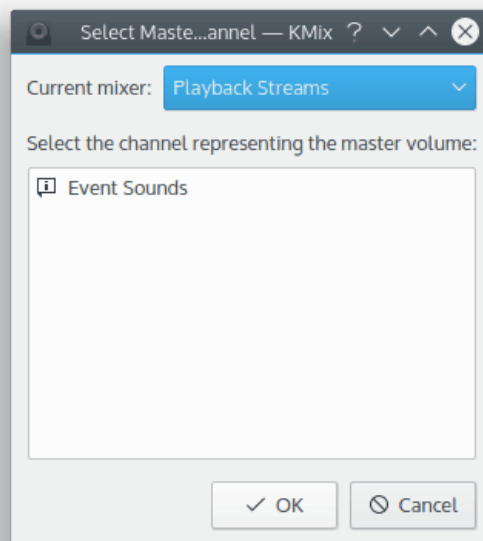 Select Maste...annel — KMix ?
Current mixer: Playback Streams
Select the channel representing the master volume:
Event Sounds
OK Cancel